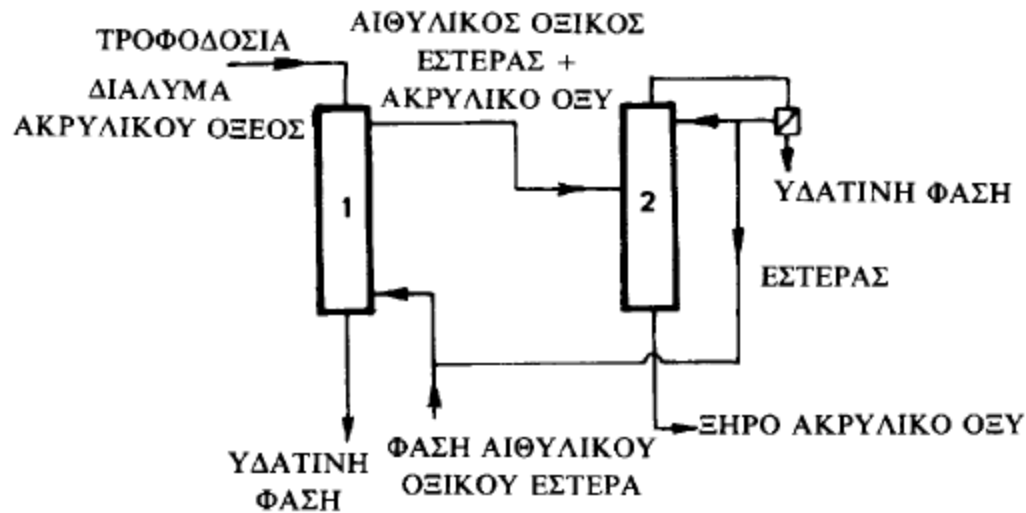 ΤΡΟΦΟΔΟΣΙΑ
ΔΙΑΛΥΜΑ
ΑΚΡΥΛΙΚΟΥ ΟΞΕΟΣ
ΑΙΘΥΛΙΚΟΣ ΟΞΙΚΟΣ
ΕΣΤΕΡΑΣ +
ΑΚΡΥΛΙΚΟ ΟΞΥ
1
2
ΥΔΑΤΙΝΗ ΦΑΣΗ
ΕΣΤΕΡΑΣ
ΞΗΡΟ ΑΚΡΥΛΙΚΟ ΟΞΥ
ΥΔΑΤΙΝΗ
ΦΑΣΗ
ΦΑΣΗ ΑΙΘΥΛΙΚΟΥ
ΟΞΙΚΟΥ ΕΣΤΕΡΑ